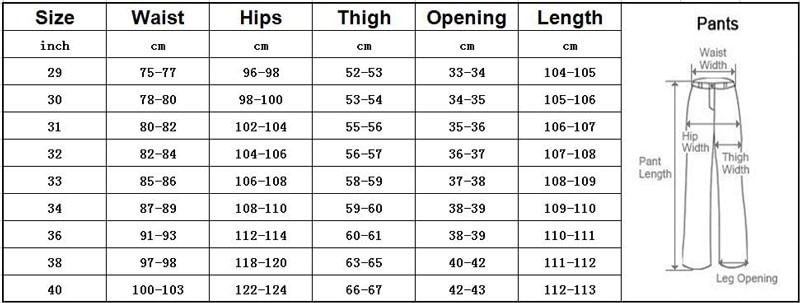 Size Waist Hips Thigh Opening Length
inch cm cm cm cm cm
29 75-77 96-98 52-53 33-34 104-105
30 78-80 98-100 53-54 34-35 105-106
31 80-82 102-104 55-56 35-36 106-107
32 82-84 104-106 56-57 36-37 107-108
33 85-86 106-108 58-59 37-38 108-109
34 87-89 108-110 59-60 38-39 109-110
36 91-93 112-114 60-61 38-39 110-111
38 97-98 118-120 63-65 40-42 111-112
40 100-103 122-124 66-67 42-43 112-113
Pants
Waist
Width
Hip
Width
Pant
Length
Thigh
Width
Leg Opening